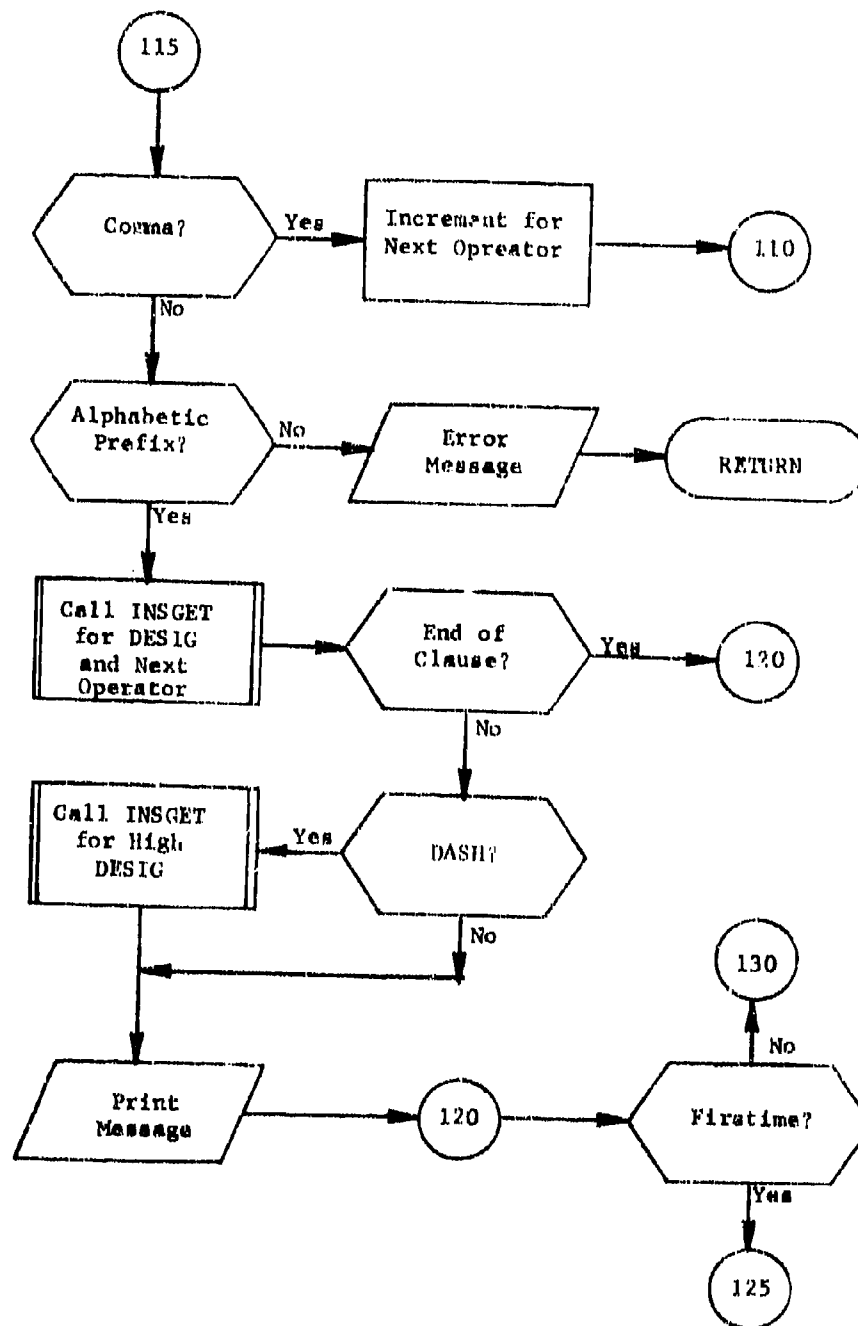 115
Comma?
Yes
Increment for
Next Opreator
110
No
Alphabetic
Prefix?
No
Error
Message
RETURN
Yes
Call INSGET
for DESIG
and Next
Operator
End of
Clause?
Yes
120
No
Call INSGET
for High
DESIG
Yes
DASH?
No
130
No
Print
Message
120
Firstime?
Yes
125